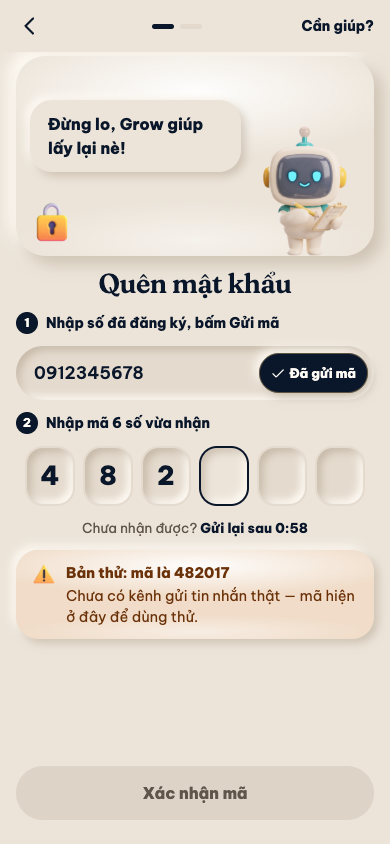 Cần giúp?
Đừng lo, Grow giúp
lấy lại nè!
Quên mật khẩu
1 Nhập số đã đăng ký, bấm Gửi mã
0912345678
Đã gửi mã
2 Nhập mã 6 số vừa nhận
4 8 2
Chưa nhận được? Gửi lại sau 0:58
Bản thử: mã là 482017
Chưa có kênh gửi tin nhắn thật — mã hiện
ở đây để dùng thử.
Xác nhận mã